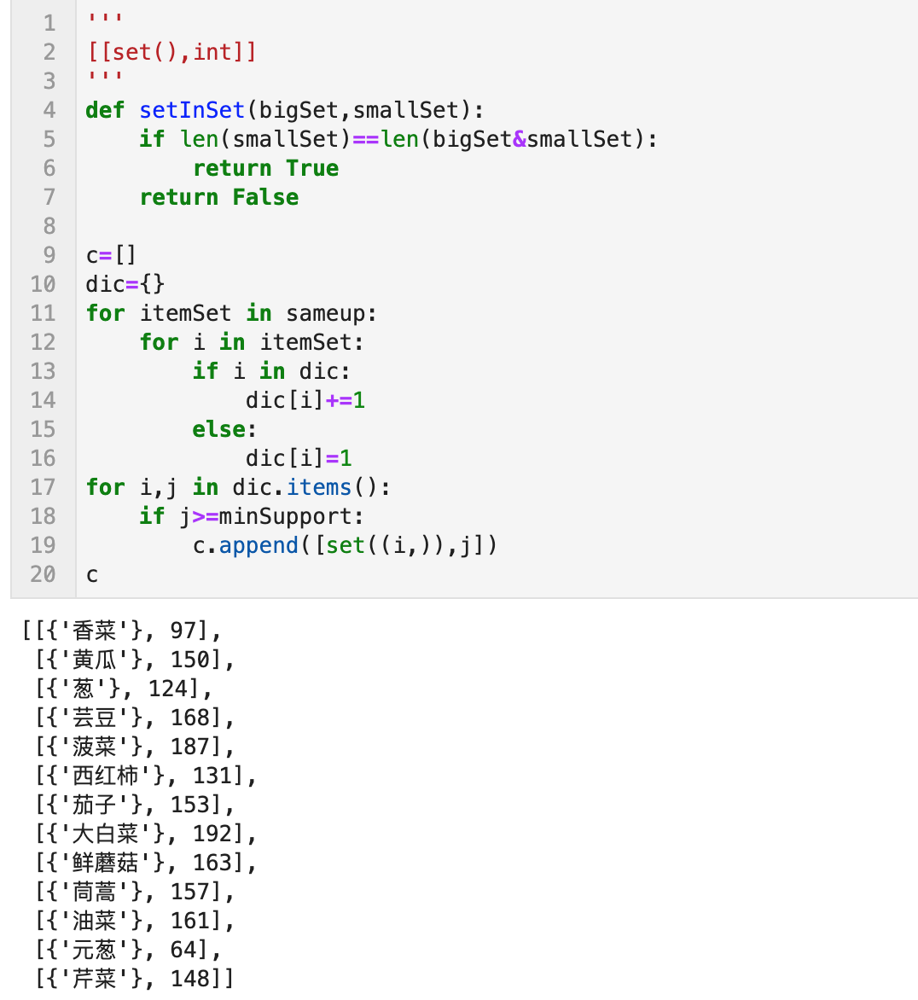 1 '''
2 [[set(),int]]
3 '''
4 def setInSet(bigSet,smallSet):
5     if len(smallSet)==len(bigSet&smallSet):
6         return True
7     return False
8
9 c=[]
10 dic={}
11 for itemSet in sameup:
12     for i in itemSet:
13         if i in dic:
14             dic[i]+=1
15         else:
16             dic[i]=1
17 for i,j in dic.items():
18     if j>=minSupport:
19         c.append([set((i,)),j])
20 c
[[{'香菜'}, 97],
 [{'黄瓜'}, 150],
 [{'葱'}, 124],
 [{'芸豆'}, 168],
 [{'菠菜'}, 187],
 [{'西红柿'}, 131],
 [{'茄子'}, 153],
 [{'大白菜'}, 192],
 [{'鲜蘑菇'}, 163],
 [{'茼蒿'}, 157],
 [{'油菜'}, 161],
 [{'元葱'}, 64],
 [{'芹菜'}, 148]]